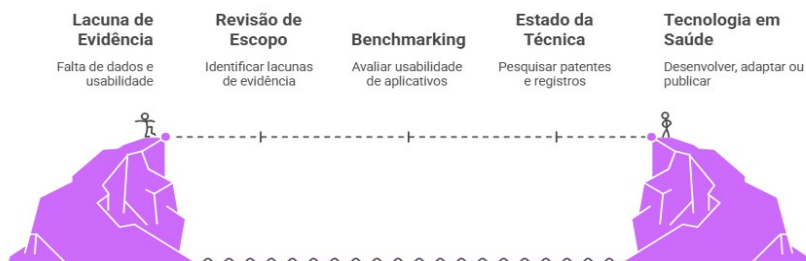 Lacuna de
Evidência
Falta de dados e
usabilidade
Revisão de
Escopo
Identificar lacunas
de evidência
Benchmarking
Avaliar usabilidade
de aplicativos
Estado da
Técnica
Pesquisar patentes
e registros
Tecnologia em
Saúde
Desenvolver, adaptar ou
publicar